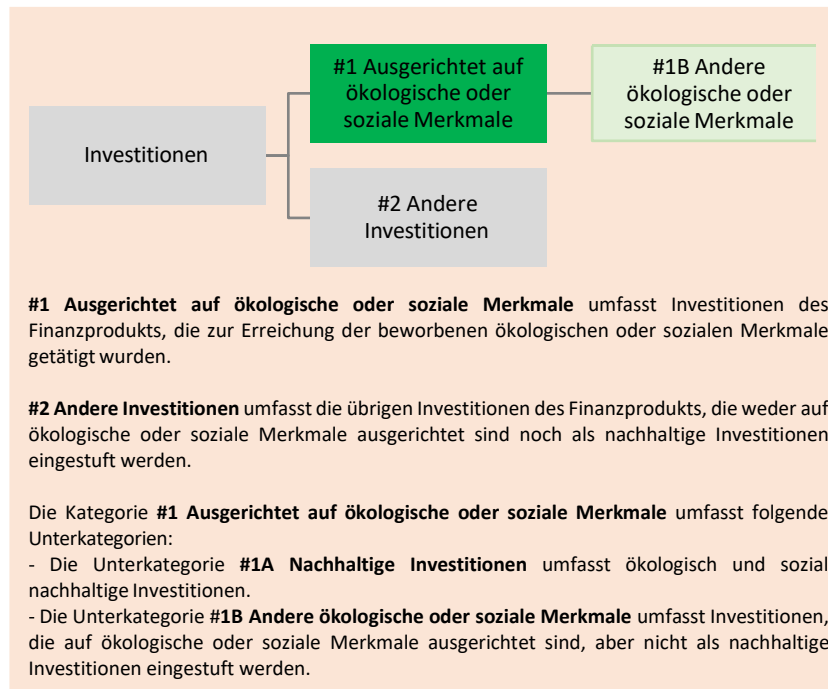 #1 Ausgerichtet auf
ökologische oder
soziale Merkmale
#1B Andere
ökologische oder
soziale Merkmale
Investitionen
#2 Andere
Investitionen
#1 Ausgerichtet auf ökologische oder soziale Merkmale umfasst Investitionen des
Finanzprodukts, die zur Erreichung der beworbenen ökologischen oder sozialen Merkmale
getätigt wurden.
#2 Andere Investitionen umfasst die übrigen Investitionen des Finanzprodukts, die weder auf
ökologische oder soziale Merkmale ausgerichtet sind noch als nachhaltige Investitionen
eingestuft werden.
Die Kategorie #1 Ausgerichtet auf ökologische oder soziale Merkmale umfasst folgende
Unterkategorien:
- Die Unterkategorie #1A Nachhaltige Investitionen umfasst ökologisch und sozial
nachhaltige Investitionen.
- Die Unterkategorie #1B Andere ökologische oder soziale Merkmale umfasst Investitionen,
die auf ökologische oder soziale Merkmale ausgerichtet sind, aber nicht als nachhaltige
Investitionen eingestuft werden.